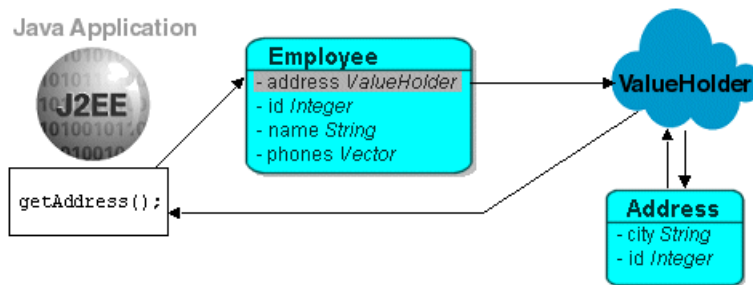 Java Application
J2EE
getAddress();
Employee
- address ValueHolder
- id Integer
- name String
- phones Vector
ValueHolder
Address
- city String
- id Integer